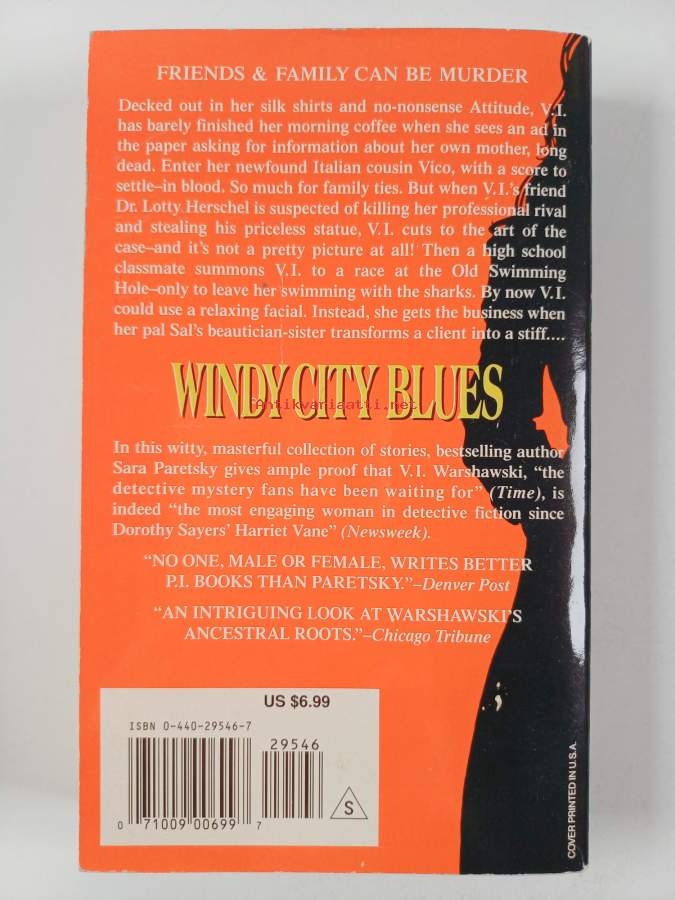 FRIENDS & FAMILY CAN BE MURDER
Decked out in her silk shirts and no-nonsense Attitude, V.I.
has barely finished her morning coffee when she sees an ad in
the paper asking for information about her own mother, long
dead. Enter her newfound Italian cousin Vico, with a score to
settle–in blood. So much for family ties. But when V.I.'s friend
Dr. Lotty Herschel is suspected of killing her professional rival
and stealing his priceless statue, V.I. cuts to the art of the
case–and it's not a pretty picture at all! Then a high school
classmate summons V.I. to a race at the Old Swimming
Hole–only to leave her swimming with the sharks. By now V.I.
could use a relaxing facial. Instead, she gets the business when
her pal Sal's beautician-sister transforms a client into a stiff....
WINDY CITY BLUES
Antikvariaatti.net
In this witty, masterful collection of stories, bestselling author
Sara Paretsky gives ample proof that V.I. Warshawski, “the
detective mystery fans have been waiting for” (Time), is
indeed “the most engaging woman in detective fiction since
Dorothy Sayers' Harriet Vane” (Newsweek).
“NO ONE, MALE OR FEMALE, WRITES BETTER
P.I. BOOKS THAN PARETSKY.”–Denver Post
“AN INTRIGUING LOOK AT WARSHAWSKI'S
ANCESTRAL ROOTS.”–Chicago Tribune
US $6.99
ISBN 0-440-29546-7
29546
S
0 71009 00699 7
COVER PRINTED IN U.S.A.